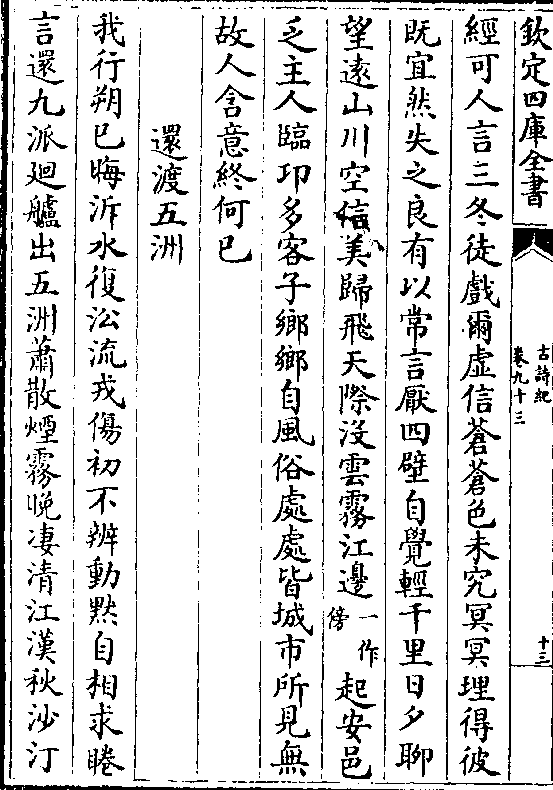 欽定四庫全書
古詩紀
卷九十三
十三
經可人言三冬徒戲爾虛信蒼蒼色未究冥冥理得彼
既宜然失之良有以常言厭四壁自覺輕千里日夕聊
望遠山川空信美歸飛天際沒雲霧江邊一作傍起安邑
乏主人臨邛多客子鄉鄉自風俗處處皆城市所見無
故人含意終何已
還渡五洲
我行朔已晦泝水復沿流戎傷初不辨動默自相求睠
言還九派迴艫出五洲蕭散煙霧晚凄清江漢秋沙汀